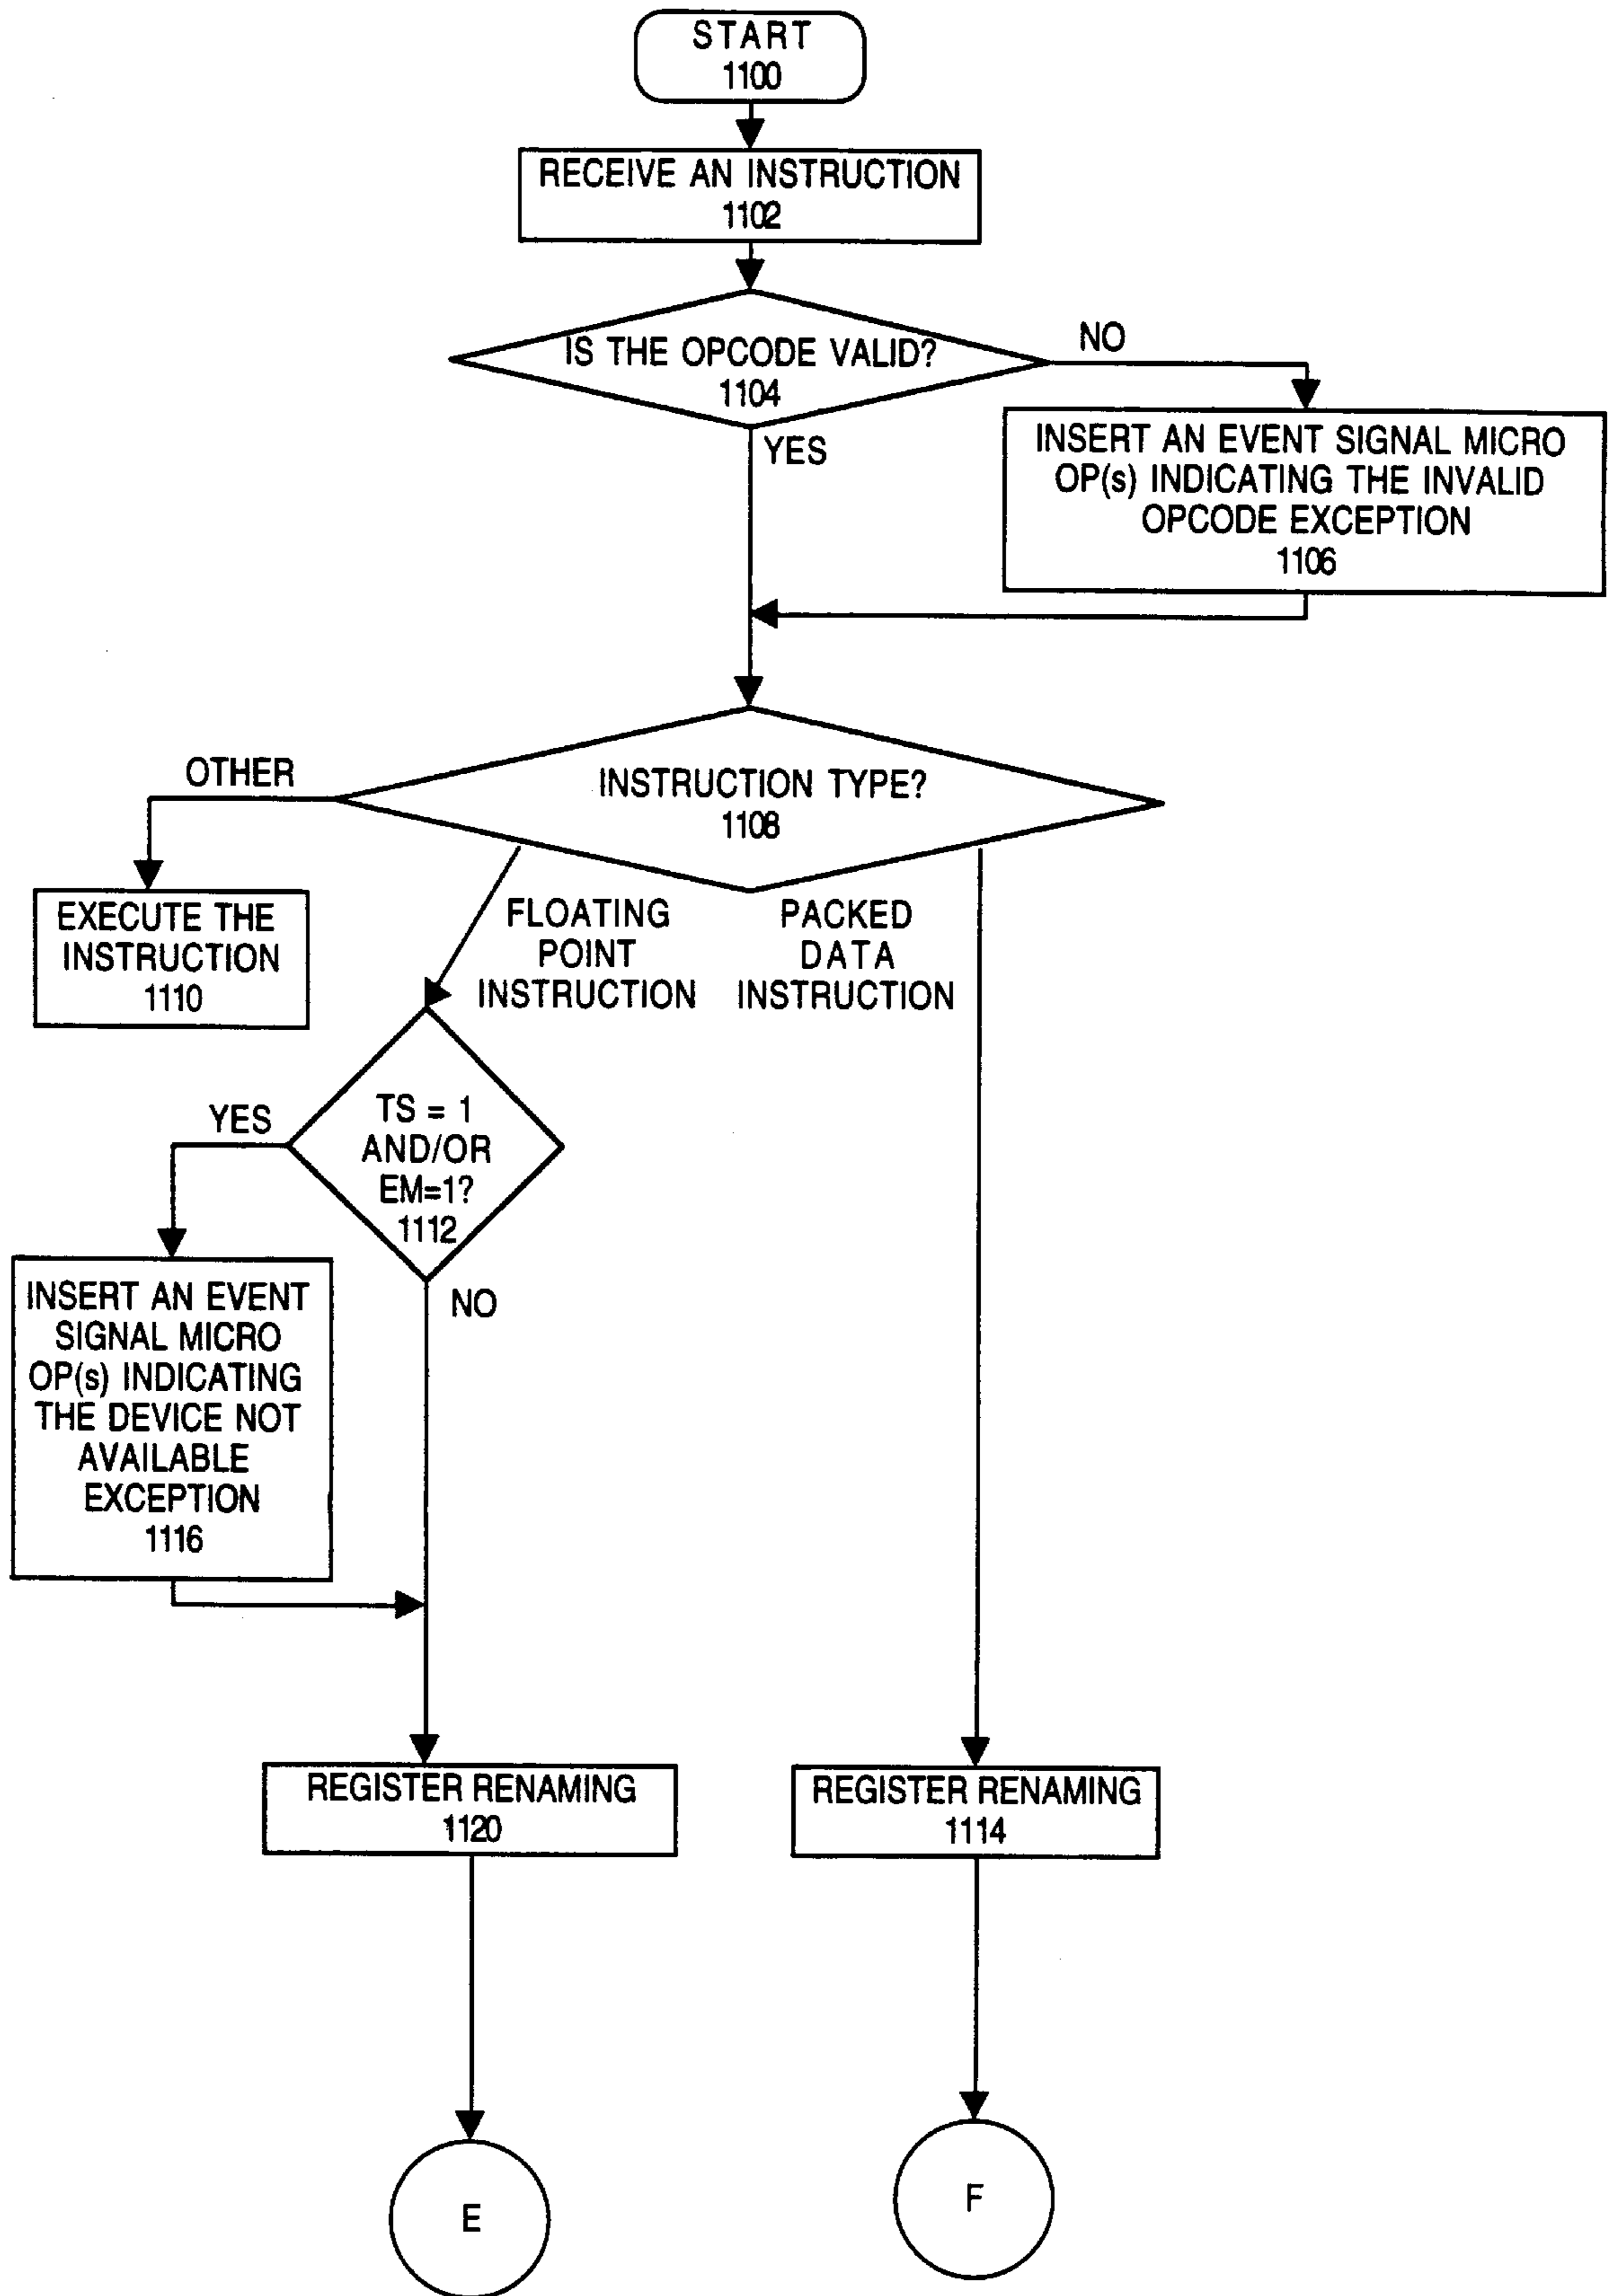 START
1100
RECEIVE AN INSTRUCTION
1102
IS THE OPCODE VALID?
1104
NO
YES
INSERT AN EVENT SIGNAL MICRO
OP(s) INDICATING THE INVALID
OPCODE EXCEPTION
1106
INSTRUCTION TYPE?
1108
OTHER
EXECUTE THE
INSTRUCTION
1110
FLOATING
POINT
INSTRUCTION
PACKED
DATA
INSTRUCTION
TS = 1
AND/OR
EM=1?
1112
YES
NO
INSERT AN EVENT
SIGNAL MICRO
OP(s) INDICATING
THE DEVICE NOT
AVAILABLE
EXCEPTION
1116
REGISTER RENAMING
1120
REGISTER RENAMING
1114
E
F